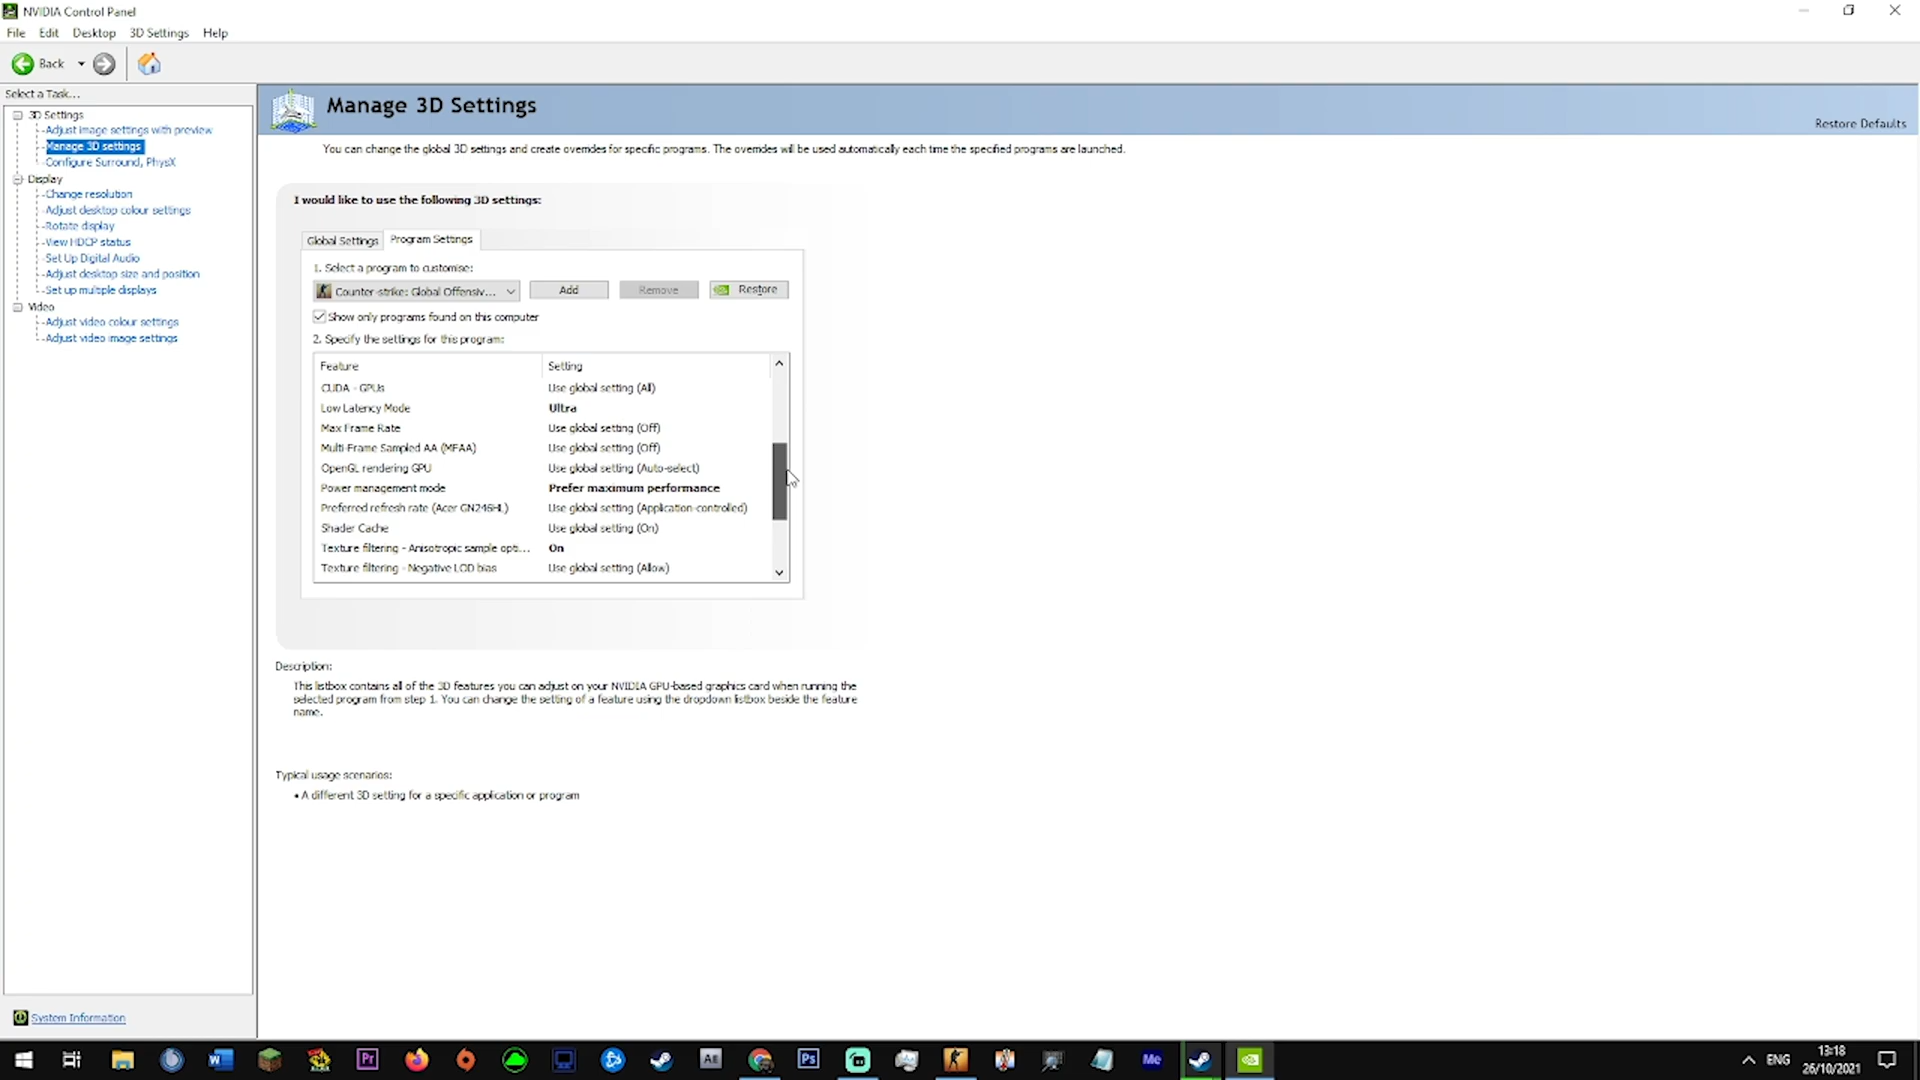 NVIDIA Control Panel
File Edit Desktop 3D Settings Help
Back
Select a Task...
3D Settings
Adjust image settings with preview
Manage 3D settings
Configure Surround, PhysX
Display
Change resolution
Adjust desktop colour settings
Rotate display
View HDCP status
Set Up Digital Audio
Adjust desktop size and position
Set up multiple displays
Video
Adjust video colour settings
Adjust video image settings
System Information
Manage 3D Settings
Restore Defaults
You can change the global 3D settings and create overrides for specific programs. The overrides will be used automatically each time the specified programs are launched.
I would like to use the following 3D settings:
Global Settings Program Settings
1. Select a program to customise:
Counter-strike: Global Offensiv... Add Remove Restore
Show only programs found on this computer
2. Specify the settings for this program:
Feature Setting
CUDA - GPUs Use global setting (All)
Low Latency Mode Ultra
Max Frame Rate Use global setting (Off)
Multi-Frame Sampled AA (MFAA) Use global setting (Off)
OpenGL rendering GPU Use global setting (Auto-select)
Power management mode Prefer maximum performance
Preferred refresh rate (Acer GN246HL) Use global setting (Application-controlled)
Shader Cache Use global setting (On)
Texture filtering - Anisotropic sample opti... On
Texture filtering - Negative LOD bias Use global setting (Allow)
Description:
This listbox contains all of the 3D features you can adjust on your NVIDIA GPU-based graphics card when running the
selected program from step 1. You can change the setting of a feature using the dropdown listbox beside the feature
name.
Typical usage scenarios:
• A different 3D setting for a specific application or program
W Pr AE Ps Me
ENG
13:18
26/10/2021